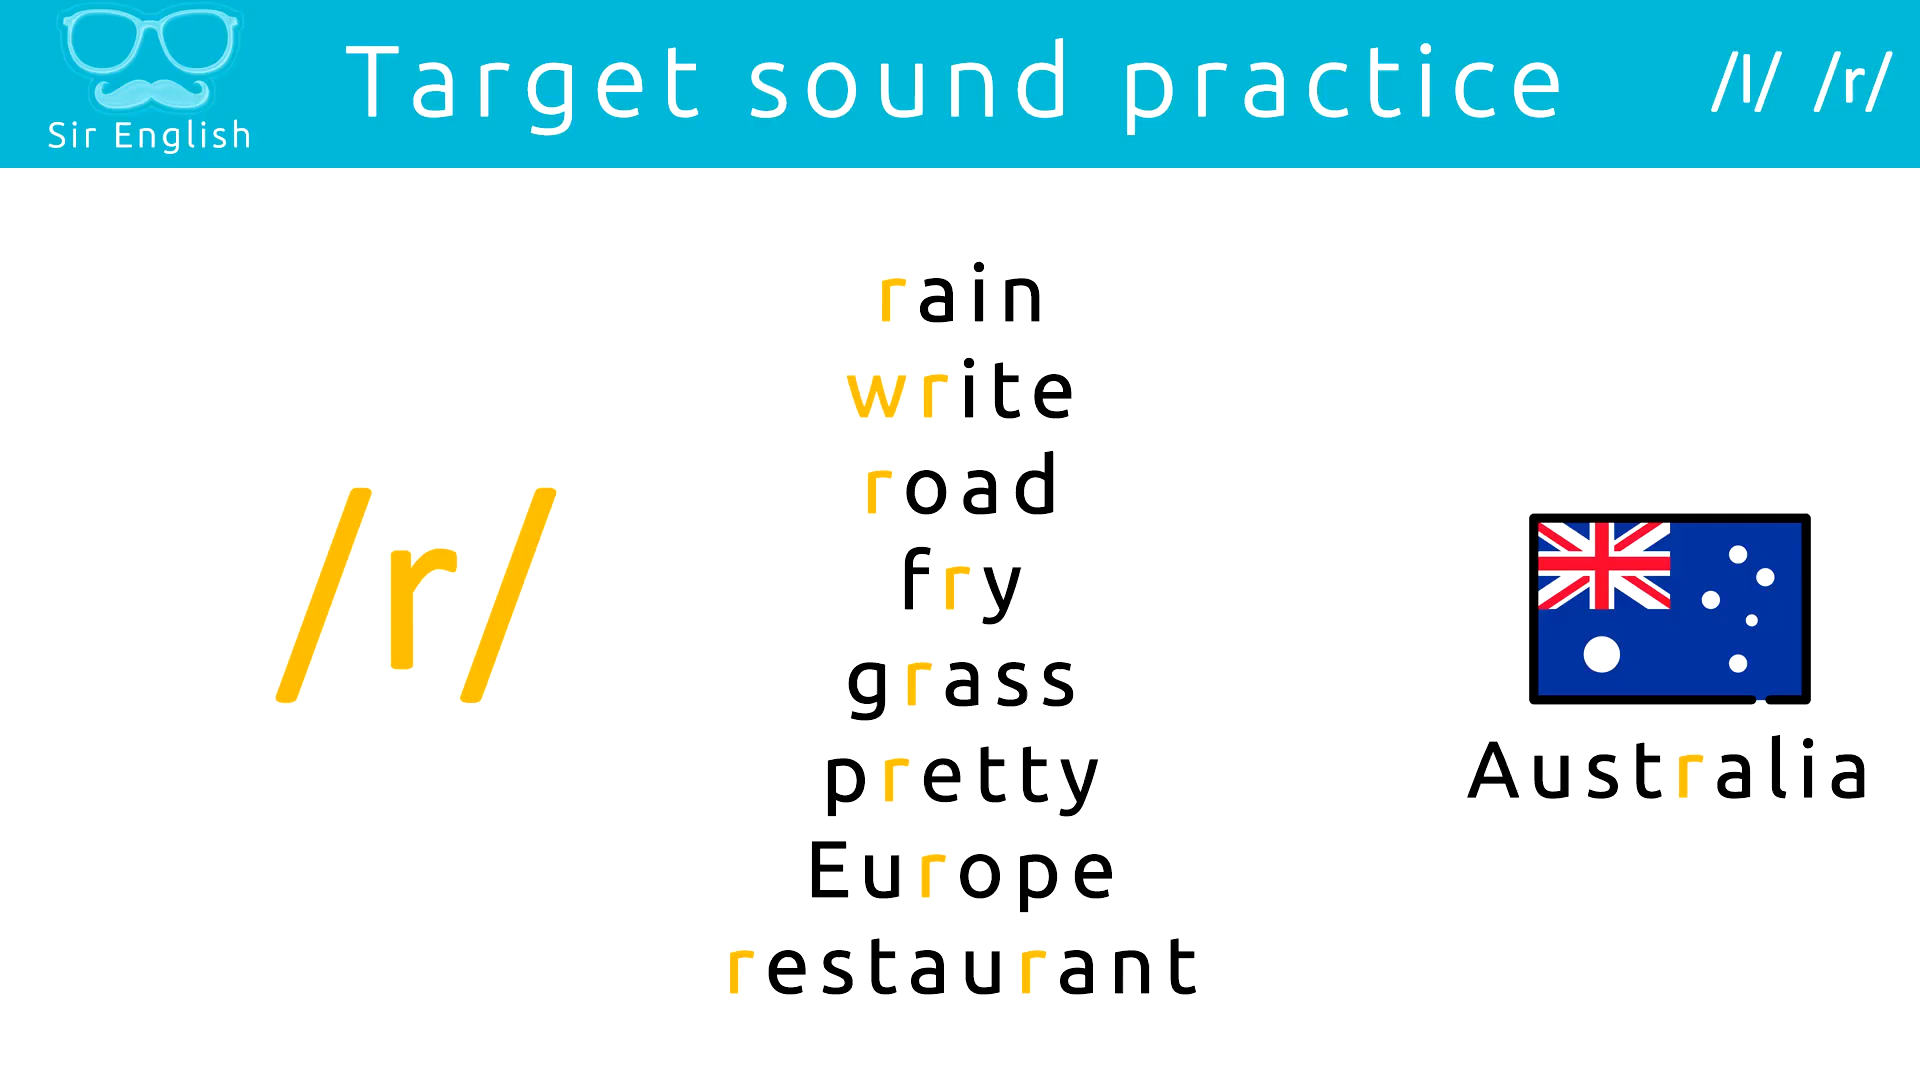 Sir English
Target sound practice
/l/ /r/
/r/
rain
write
road
fry
grass
pretty
Europe
restaurant
Australia